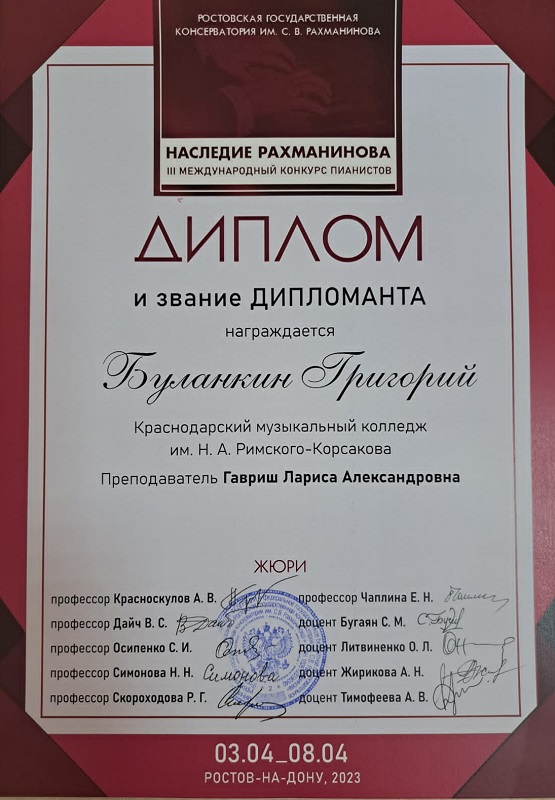 РОСТОВСКАЯ ГОСУДАРСТВЕННАЯ
КОНСЕРВАТОРИЯ ИМ. С. В. РАХМАНИНОВА
НАСЛЕДИЕ РАХМАНИНОВА
III МЕЖДУНАРОДНЫЙ КОНКУРС ПИАНИСТОВ
ДИПЛОМ
и звание ДИПЛОМАНТА
награждается
Буланкин Григорий
Краснодарский музыкальный колледж
им. Н. А. Римского-Корсакова
Преподаватель Гавриш Лариса Александровна
ЖЮРИ
профессор Красноскулов А. В.
профессор Чаплина Е. Н.
профессор Дайч В. С.
доцент Бугаян С. М.
профессор Осипенко С. И.
доцент Литвиненко О. Л.
профессор Симонова Н. Н. Симонова
доцент Жирикова А. Н.
профессор Скороходова Р. Г.
доцент Тимофеева А. В.
03.04_08.04
РОСТОВ-НА-ДОНУ, 2023